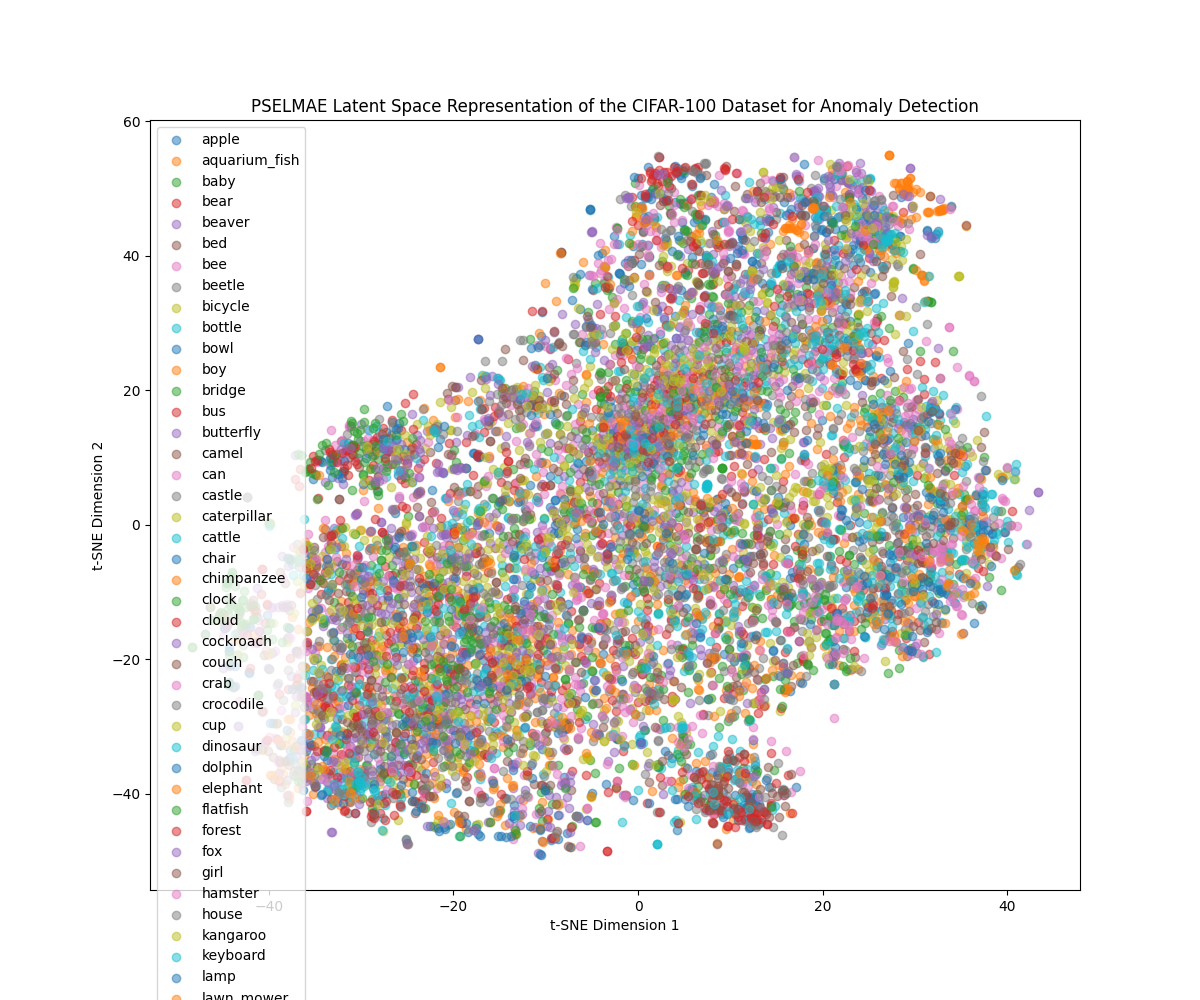 PSELMAE Latent Space Representation of the CIFAR-100 Dataset for Anomaly Detection
60
40
20
0
−20
−40
t-SNE Dimension 2
apple
aquarium_fish
baby
bear
beaver
bed
bee
beetle
bicycle
bottle
bowl
boy
bridge
bus
butterfly
camel
can
castle
caterpillar
cattle
chair
chimpanzee
clock
cloud
cockroach
couch
crab
crocodile
cup
dinosaur
dolphin
elephant
flatfish
forest
fox
girl
hamster
house
kangaroo
keyboard
lamp
lawn_mower
−40
−20
0
20
40
t-SNE Dimension 1